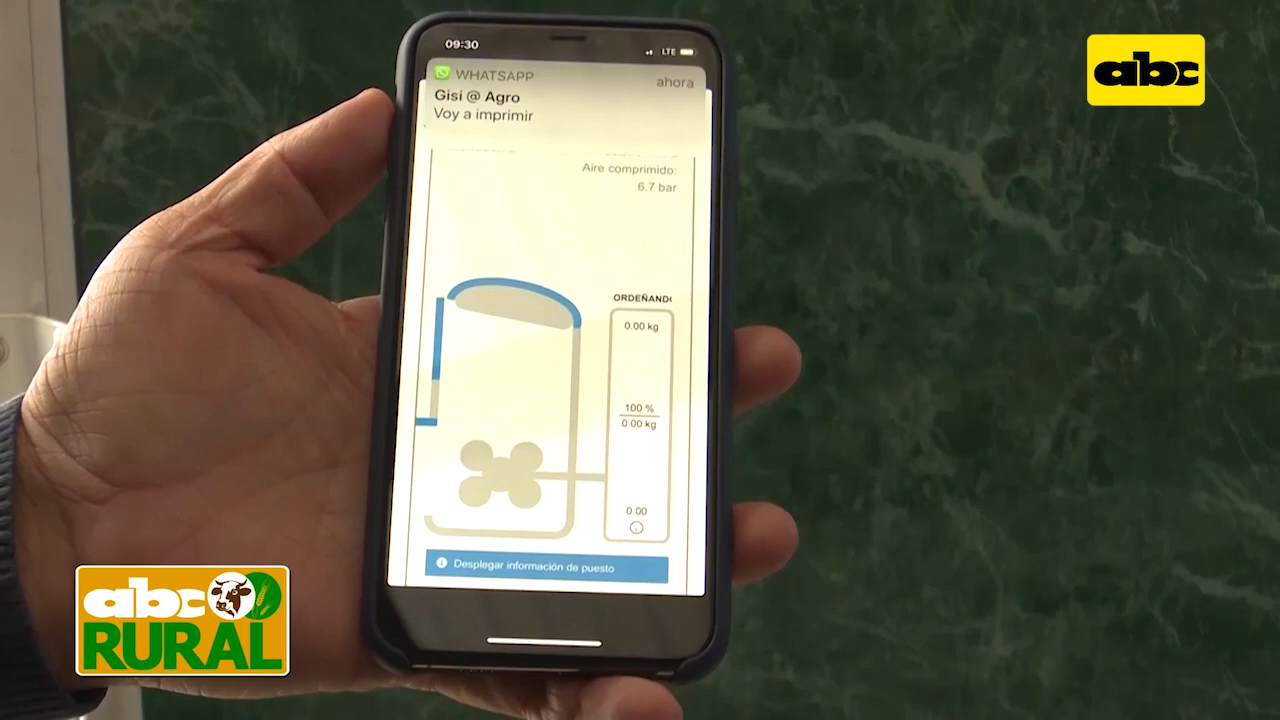 09:30
LTE
WHATSAPP
ahora
Gisi @ Agro
Voy a imprimir
Aire comprimido:
6.7 bar
ORDEÑAND
0.00 kg
100 %
0.00 kg
0:00
Desplegar información de puesto
abc
abc
RURAL